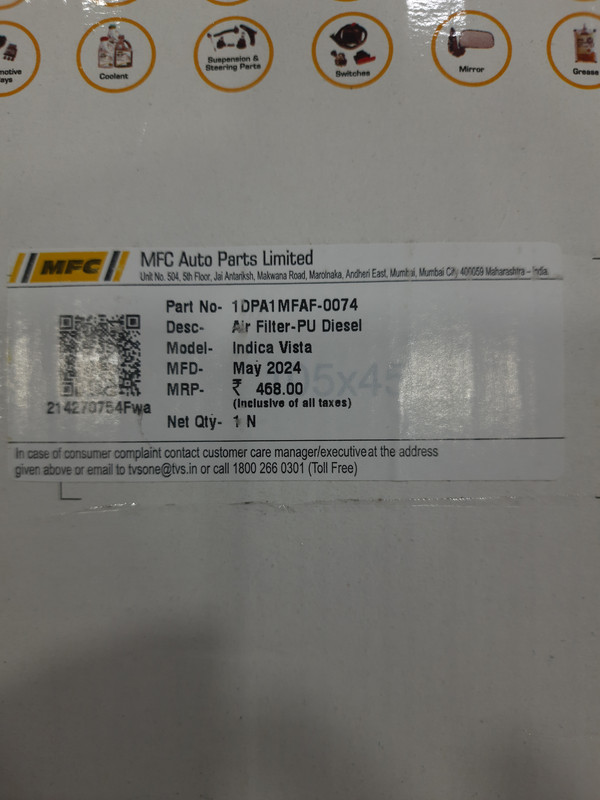 Coolent
Suspension &
Steering Parts
Switches
Mirror
Grease
MFC
MFC Auto Parts Limited
Unit No. 504, 5th Floor, Jai Antariksh, Makwana Road, Marolnaka, Andheri East, Mumbai, Mumbai City 400059 Maharashtra - India.
Part No- 1DPA1MFAF-0074
Desc- Air Filter-PU Diesel
Model- Indica Vista
MFD- May 2024
MRP- ₹ 468.00
(Inclusive of all taxes)
214270754Fwa
Net Qty- 1 N
In case of consumer complaint contact customer care manager/executive at the address
given above or email to tvsone@tvs.in or call 1800 266 0301 (Toll Free)